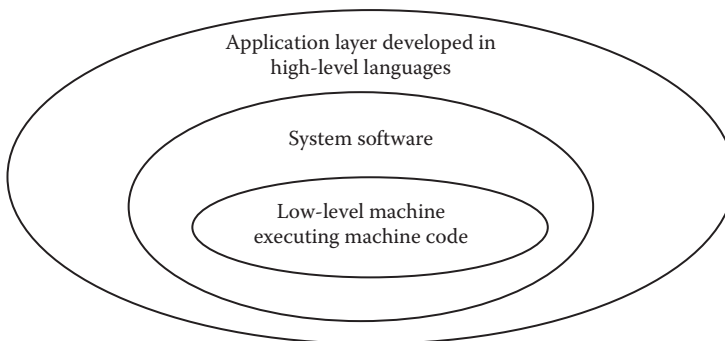 Application layer developed in
high-level languages
System software
Low-level machine
executing machine code